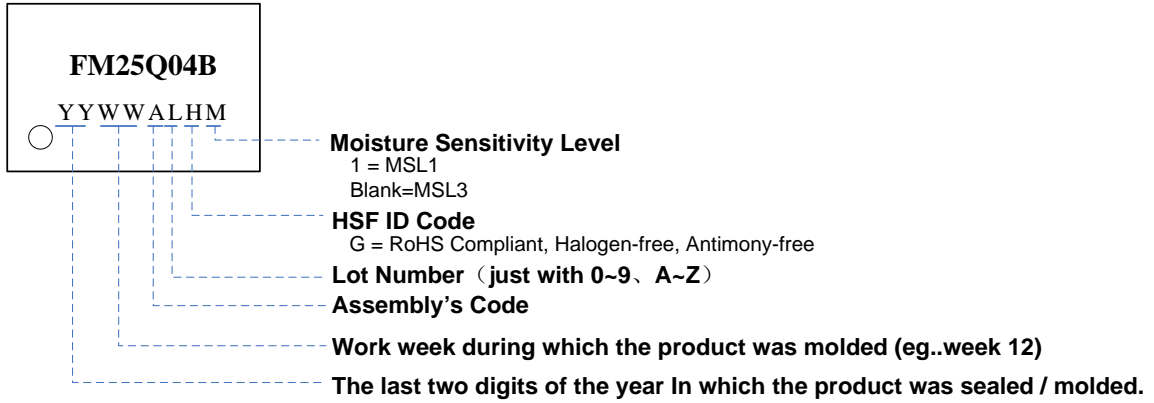 FM25Q04B
YYWWALHM
Moisture Sensitivity Level
1 = MSL1
Blank=MSL3
HSF ID Code
G = RoHS Compliant, Halogen-free, Antimony-free
Lot Number（just with 0~9、A~Z）
Assembly’s Code
Work week during which the product was molded (eg..week 12)
The last two digits of the year In which the product was sealed / molded.